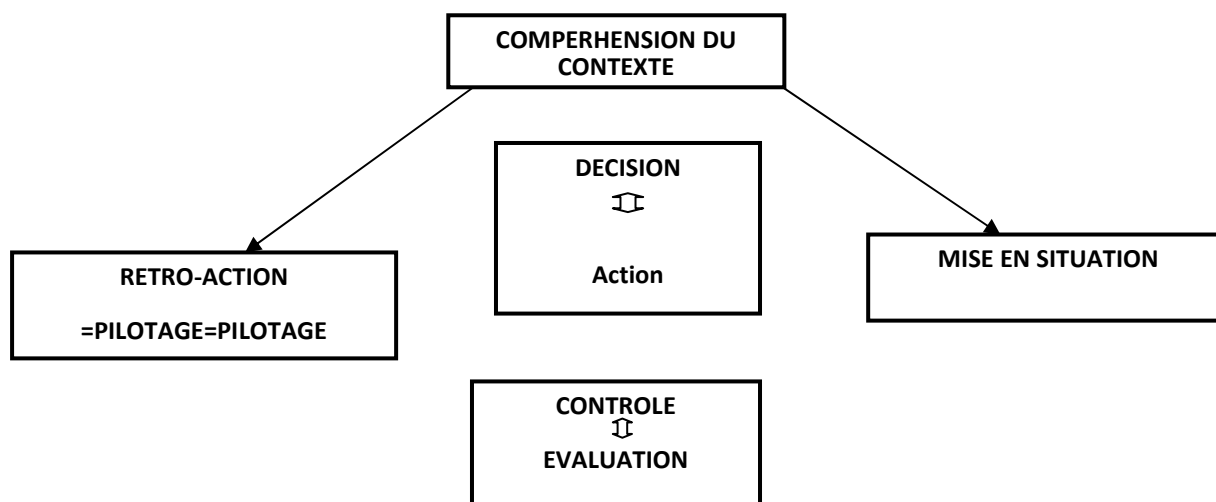 COMPERHENSION DU
CONTEXTE
DECISION
Action
RETRO-ACTION
=PILOTAGE=PILOTAGE
MISE EN SITUATION
CONTROLE
EVALUATION